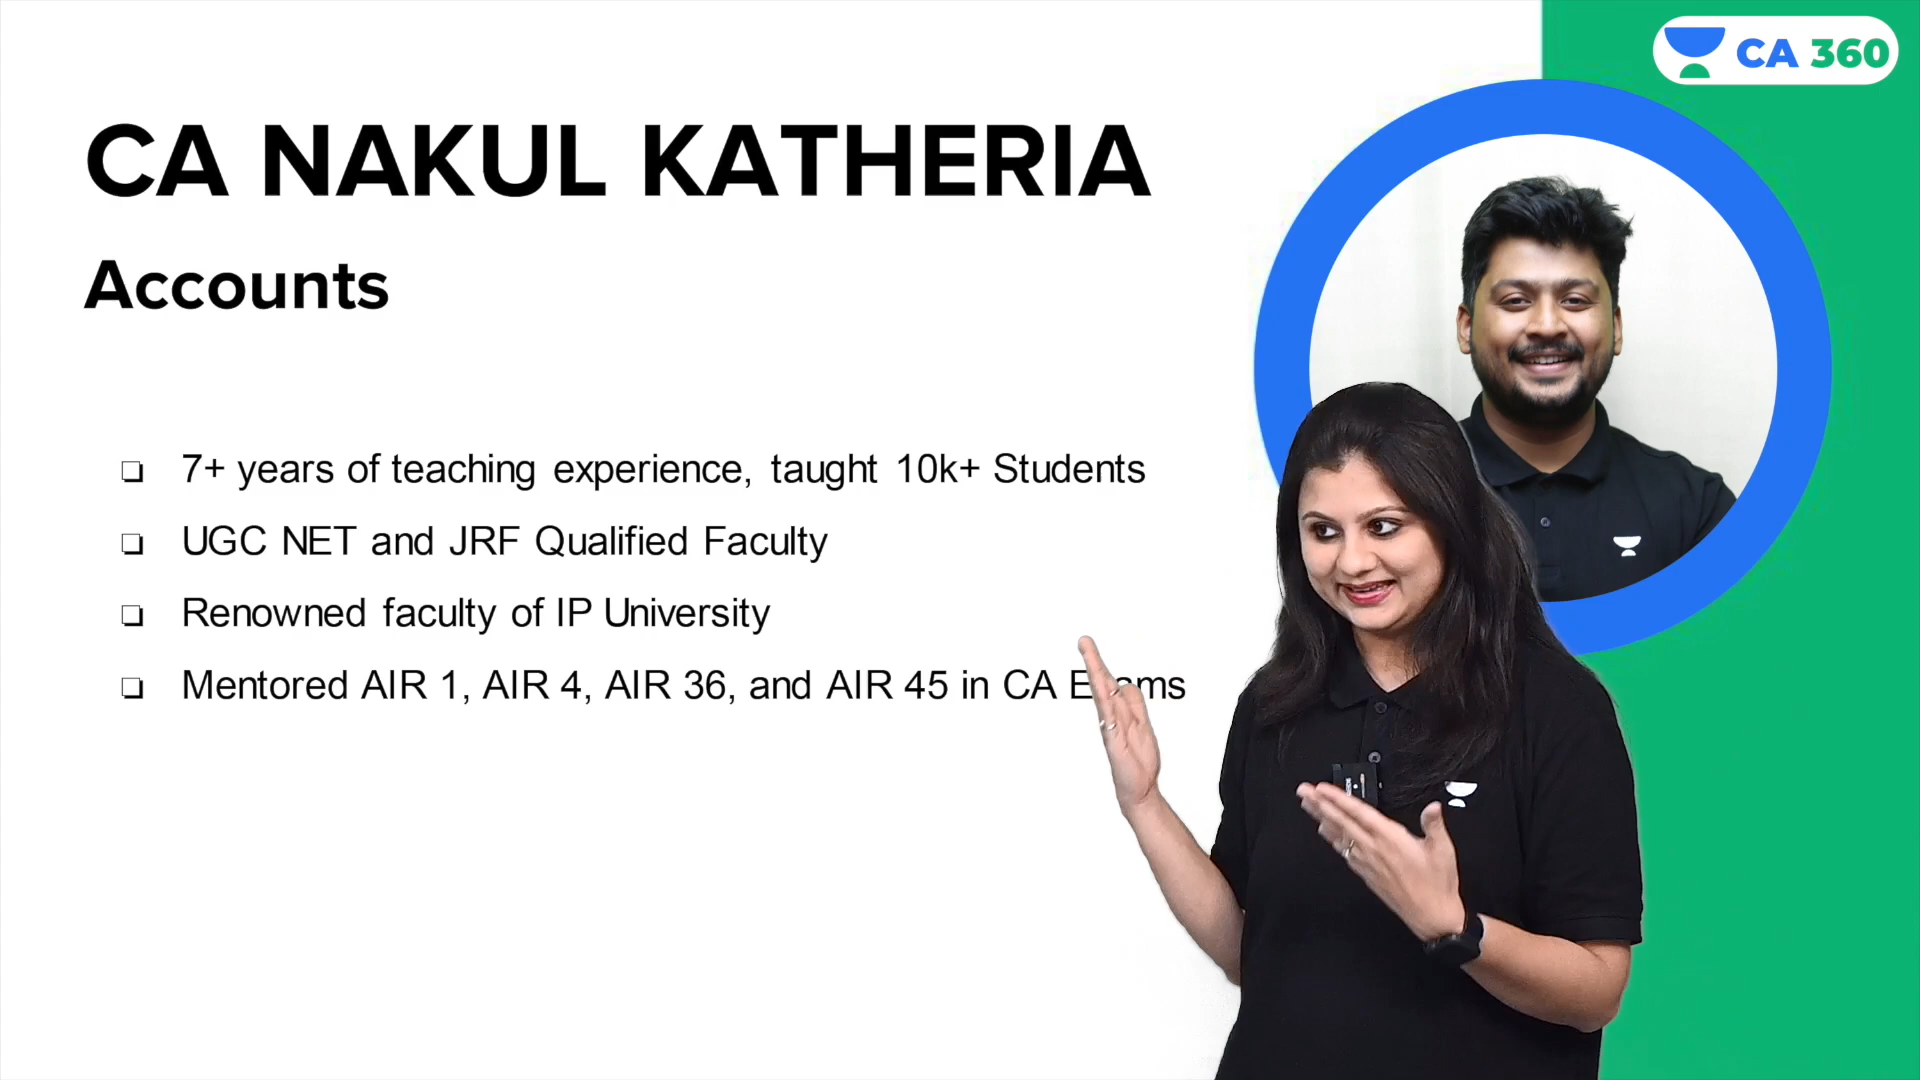 CA 360
CA NAKUL KATHERIA
Accounts
7+ years of teaching experience, taught 10k+ Students
UGC NET and JRF Qualified Faculty
Renowned faculty of IP University
Mentored AIR 1, AIR 4, AIR 36, and AIR 45 in CA Exams